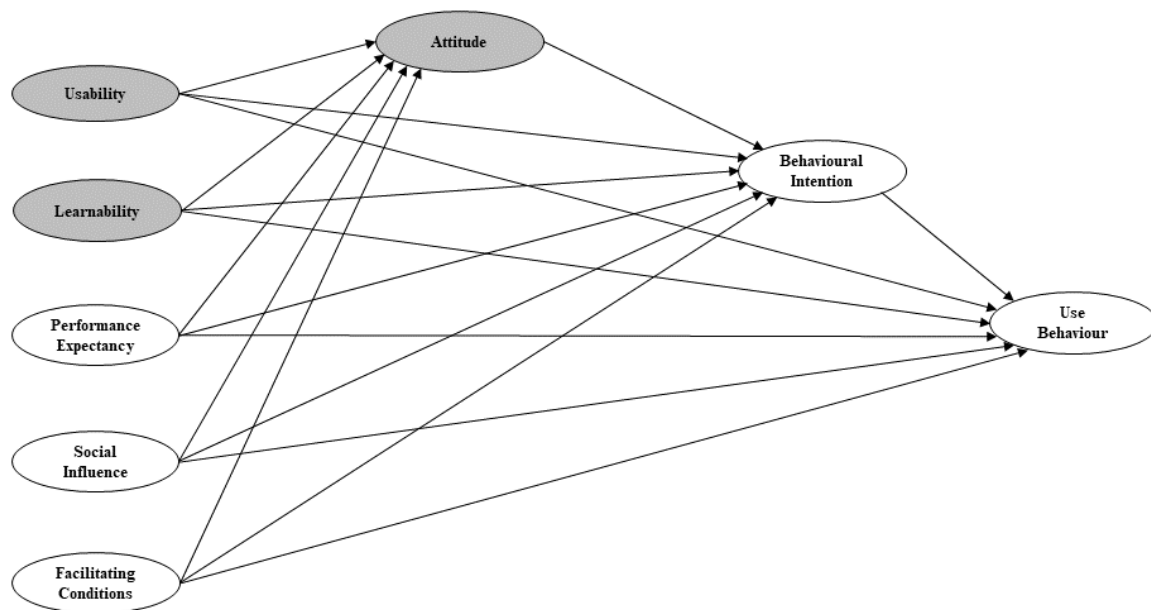 Attitude
Usability
Behavioural
Intention
Learnability
Performance
Expectancy
Use
Behaviour
Social
Influence
Facilitating
Conditions